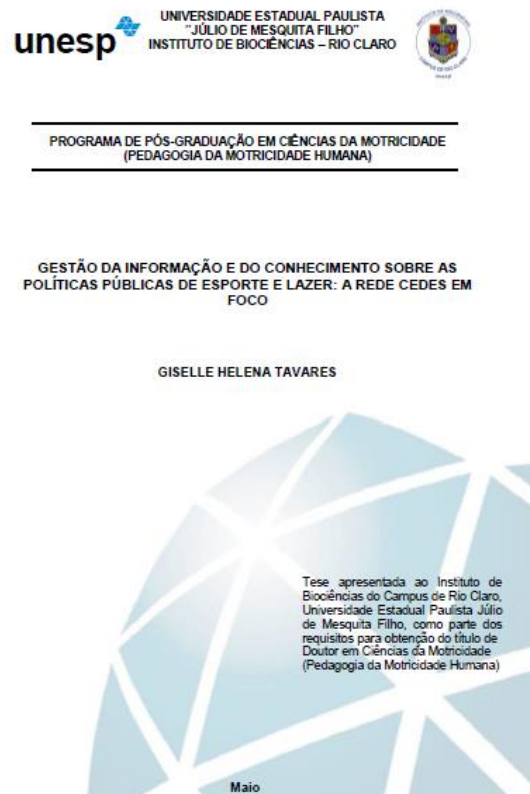 unesp
UNIVERSIDADE ESTADUAL PAULISTA
"JÚLIO DE MESQUITA FILHO"
INSTITUTO DE BIOCIÊNCIAS – RIO CLARO
PROGRAMA DE PÓS-GRADUAÇÃO EM CIÊNCIAS DA MOTRICIDADE
(PEDAGOGIA DA MOTRICIDADE HUMANA)
GESTÃO DA INFORMAÇÃO E DO CONHECIMENTO SOBRE AS
POLÍTICAS PÚBLICAS DE ESPORTE E LAZER: A REDE CEDES EM
FOCO
GISELLE HELENA TAVARES
Tese apresentada ao Instituto de
Biociências do Campus de Rio Claro,
Universidade Estadual Paulista Júlio
de Mesquita Filho, como parte dos
requisitos para obtenção do título de
Doutor em Ciências da Motricidade
(Pedagogia da Motricidade Humana)
Maio